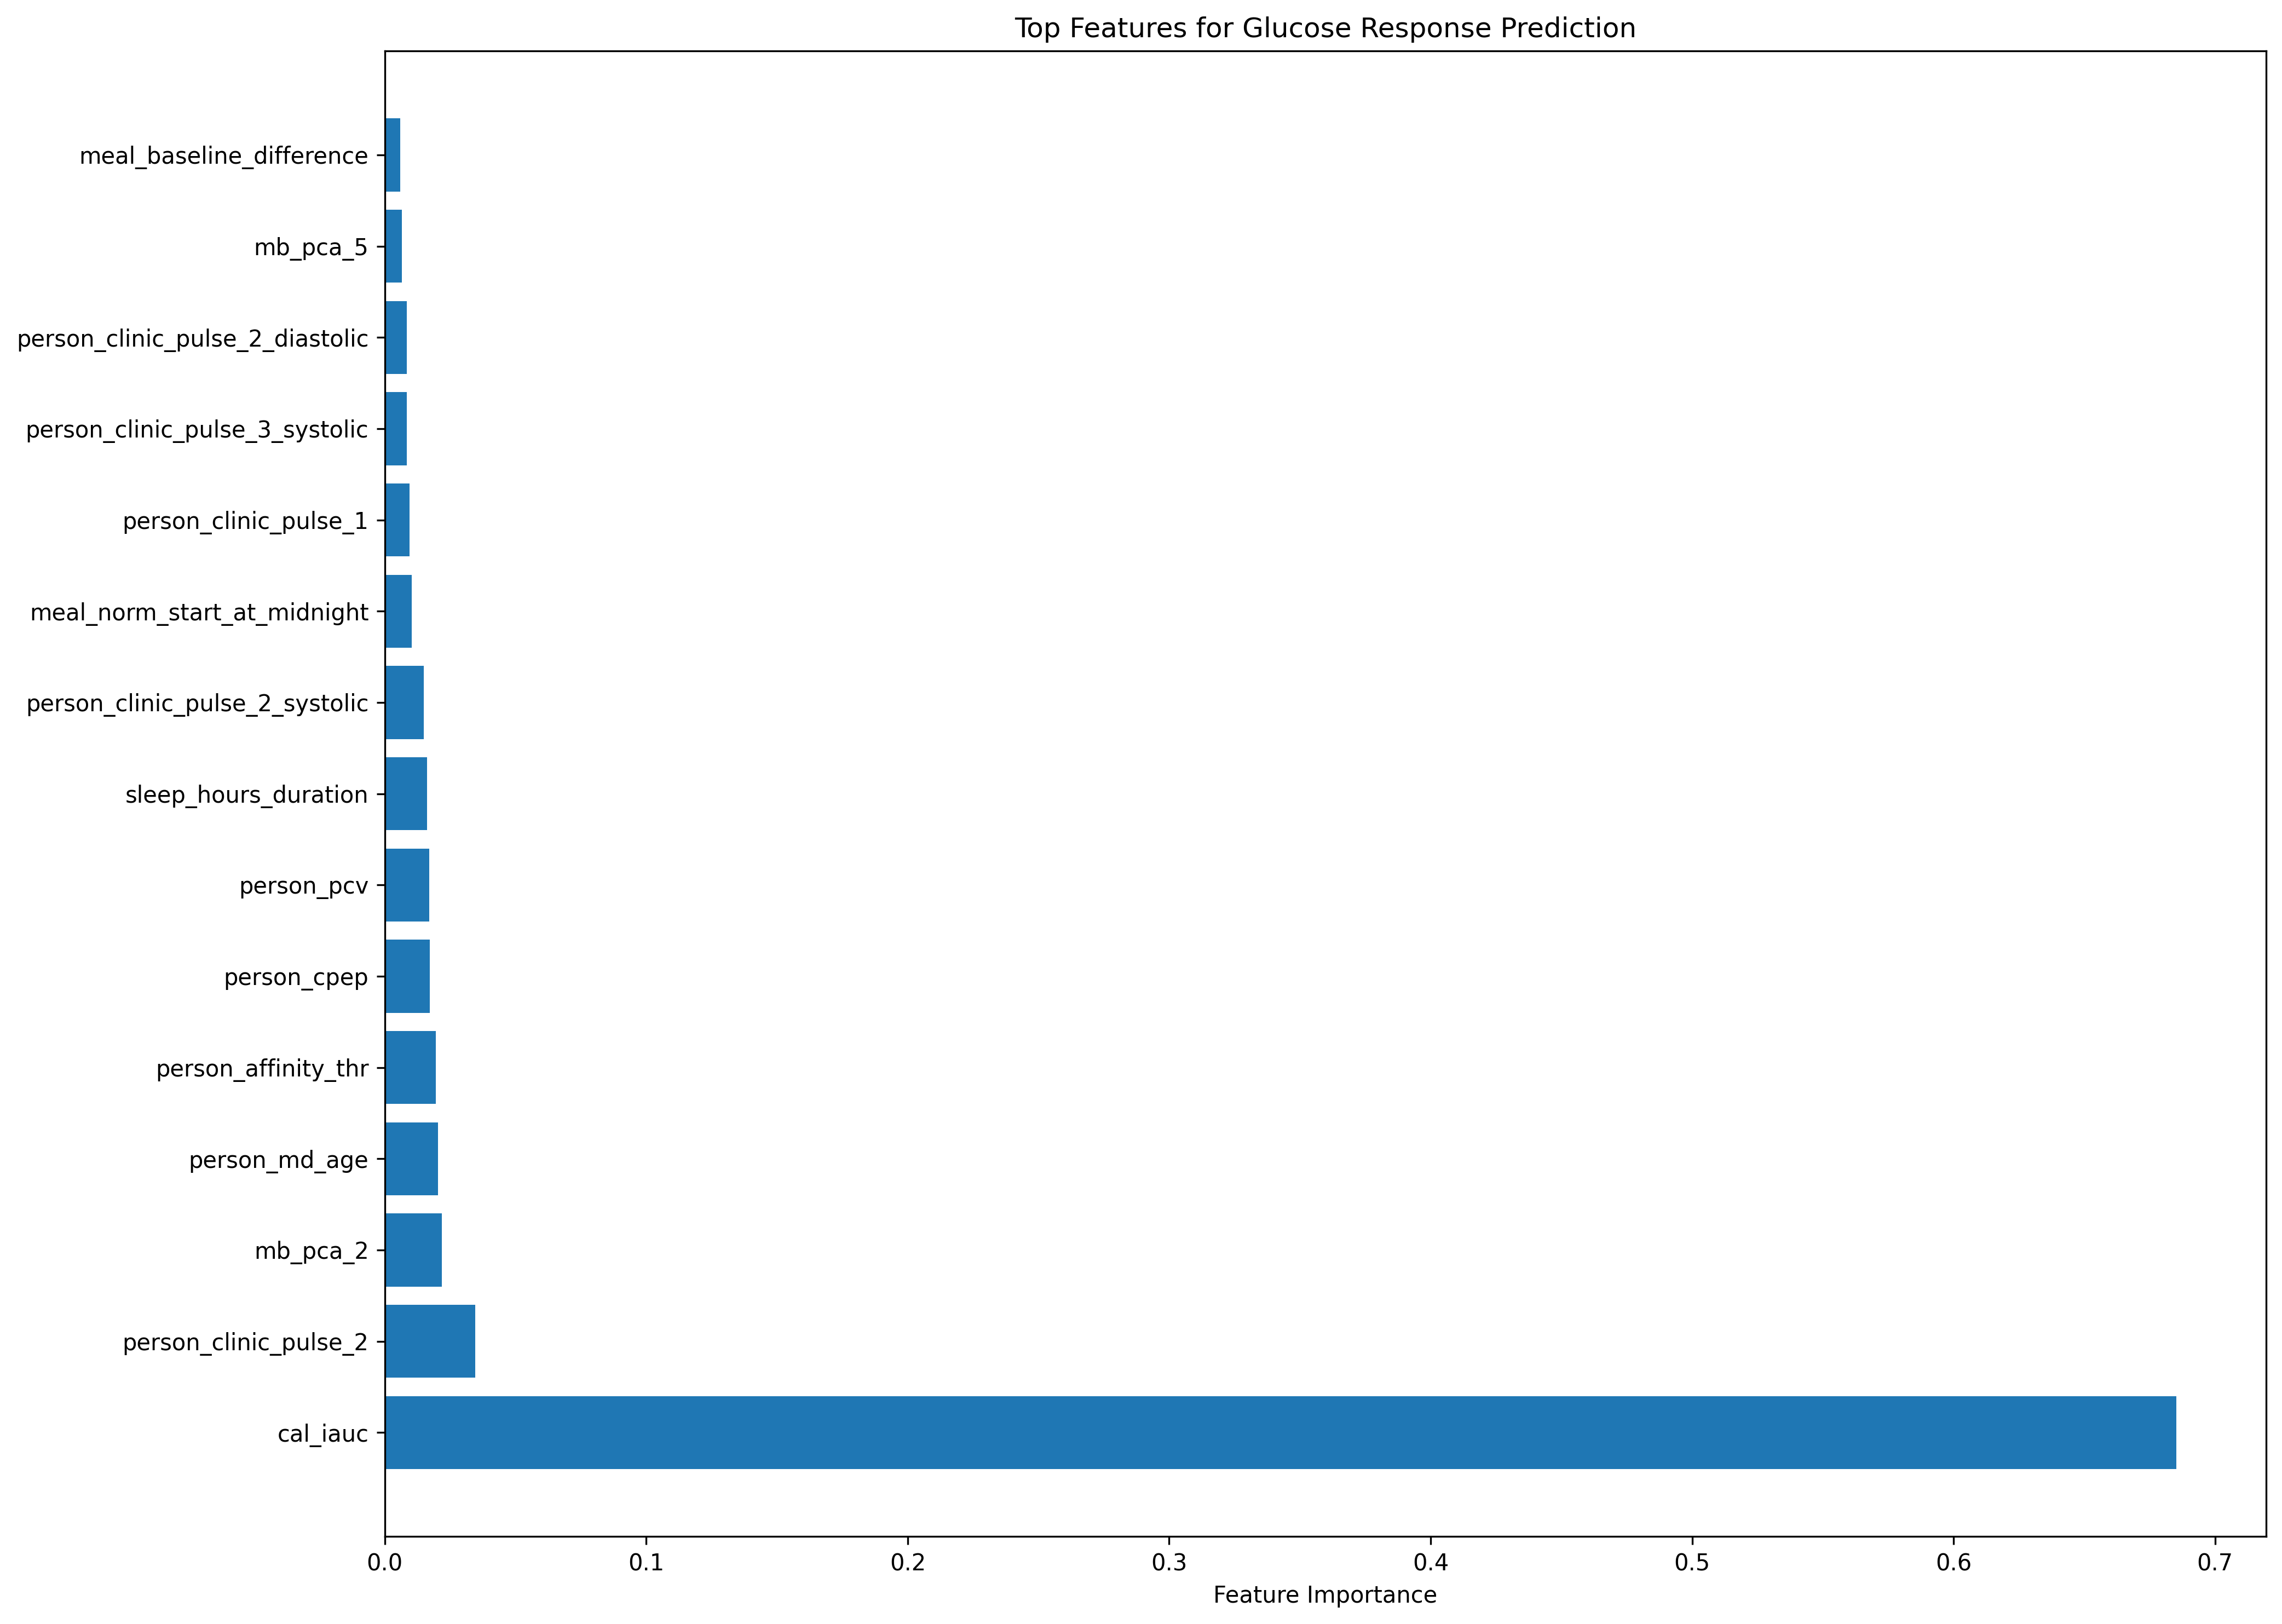 Top Features for Glucose Response Prediction
meal_baseline_difference
mb_pca_5
person_clinic_pulse_2_diastolic
person_clinic_pulse_3_systolic
person_clinic_pulse_1
meal_norm_start_at_midnight
person_clinic_pulse_2_systolic
sleep_hours_duration
person_pcv
person_cpep
person_affinity_thr
person_md_age
mb_pca_2
person_clinic_pulse_2
cal_iauc
0.0 0.1 0.2 0.3 0.4 0.5 0.6 0.7
Feature Importance